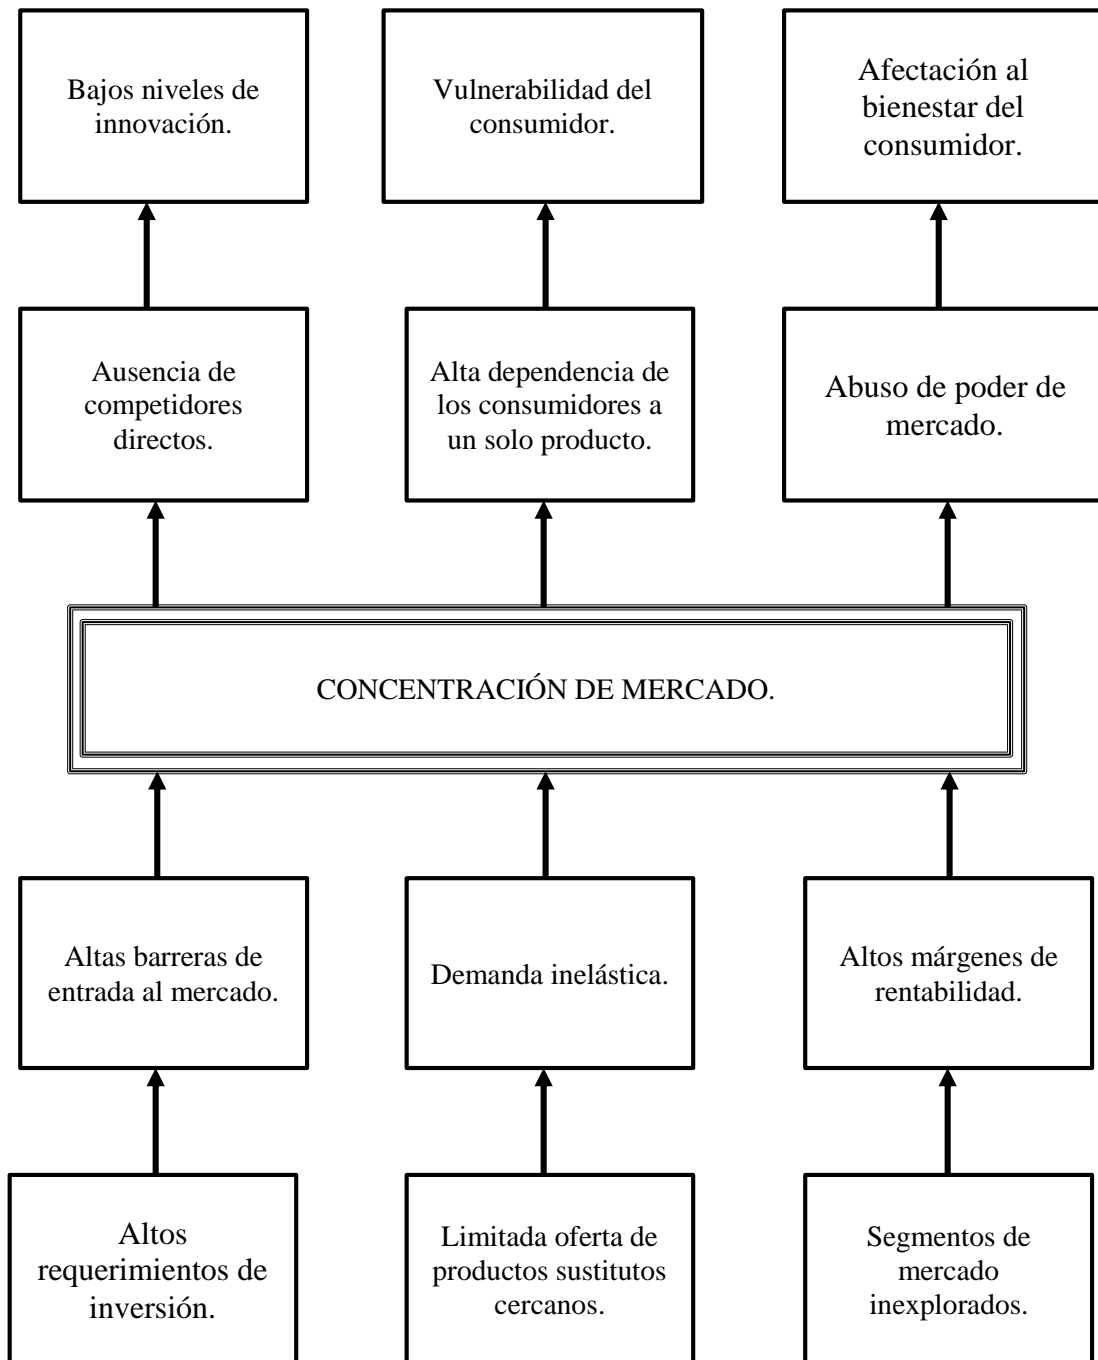 Bajos niveles de
innovación.
Vulnerabilidad del
consumidor.
Afectación al
bienestar del
consumidor.
Ausencia de
competidores
directos.
Alta dependencia de
los consumidores a
un solo producto.
Abuso de poder de
mercado.
CONCENTRACIÓN DE MERCADO.
Altas barreras de
entrada al mercado.
Demanda inelástica.
Altos márgenes de
rentabilidad.
Altos
requerimientos de
inversión.
Limitada oferta de
productos sustitutos
cercanos.
Segmentos de
mercado
inexplorados.